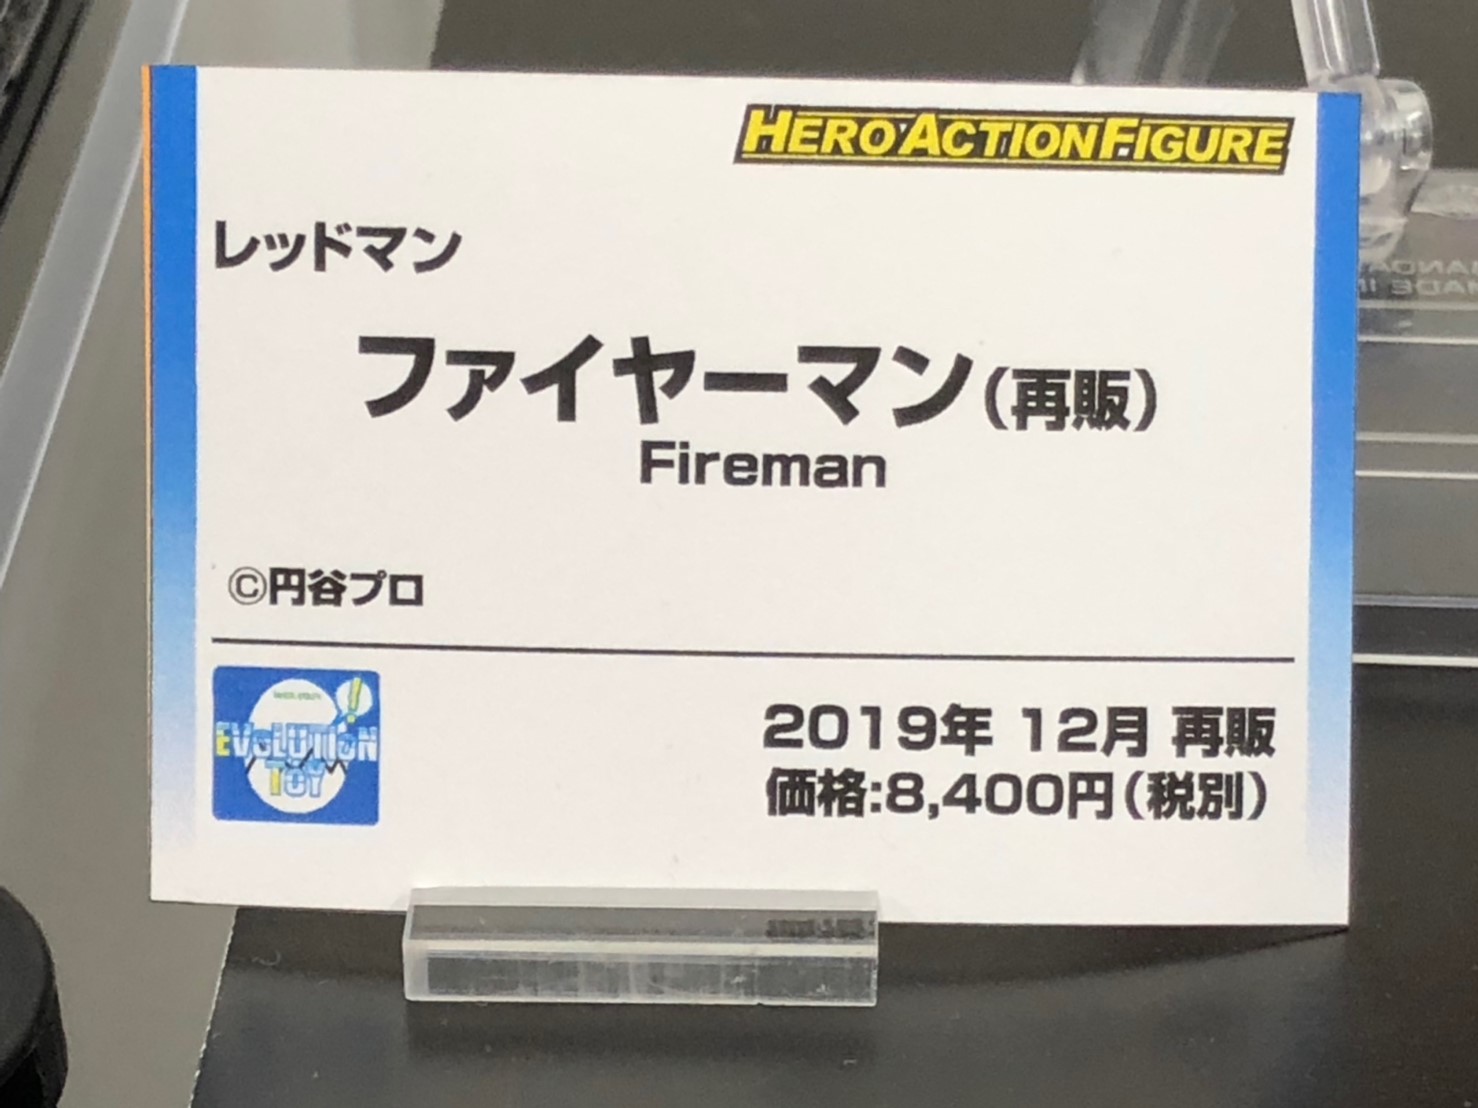 HERO ACTION FIGURE
レッドマン
ファイヤーマン(再販)
Fireman
©円谷プロ
EVOLUTION!
TOY
2019年 12月 再販
価格:8,400円(税別)